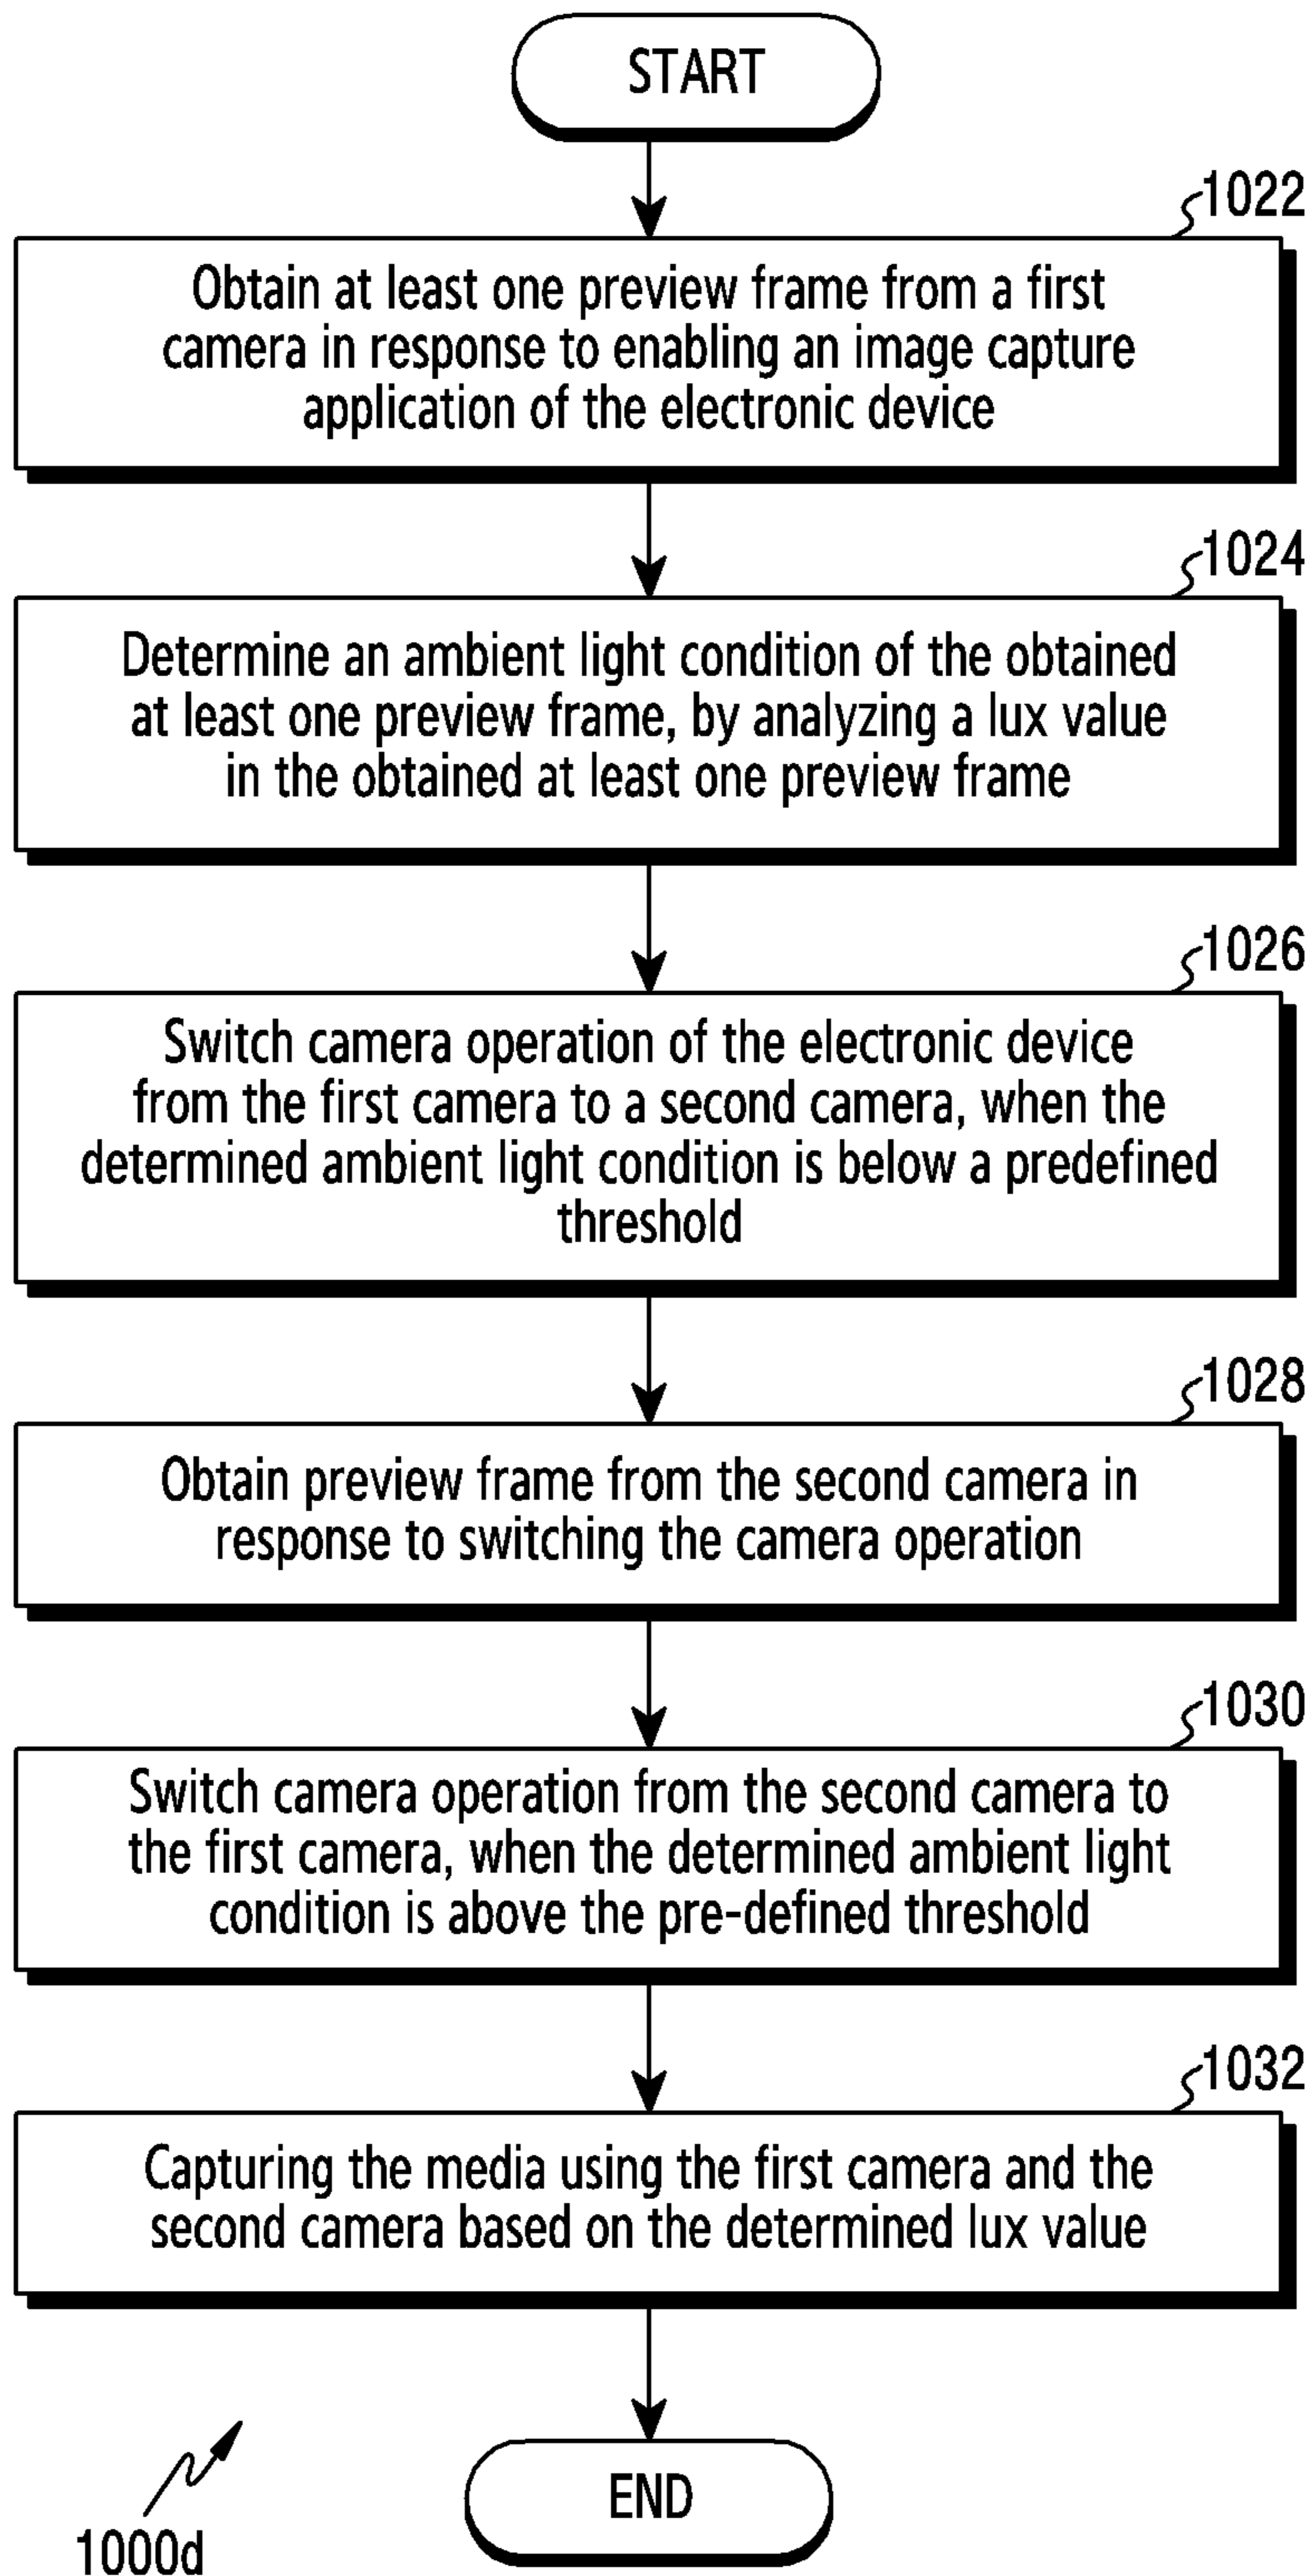 START
1022
Obtain at least one preview frame from a first
camera in response to enabling an image capture
application of the electronic device
1024
Determine an ambient light condition of the obtained
at least one preview frame, by analyzing a lux value
in the obtained at least one preview frame
1026
Switch camera operation of the electronic device
from the first camera to a second camera, when the
determined ambient light condition is below a predefined
threshold
1028
Obtain preview frame from the second camera in
response to switching the camera operation
1030
Switch camera operation from the second camera to
the first camera, when the determined ambient light
condition is above the pre-defined threshold
1032
Capturing the media using the first camera and the
second camera based on the determined lux value
END
1000d